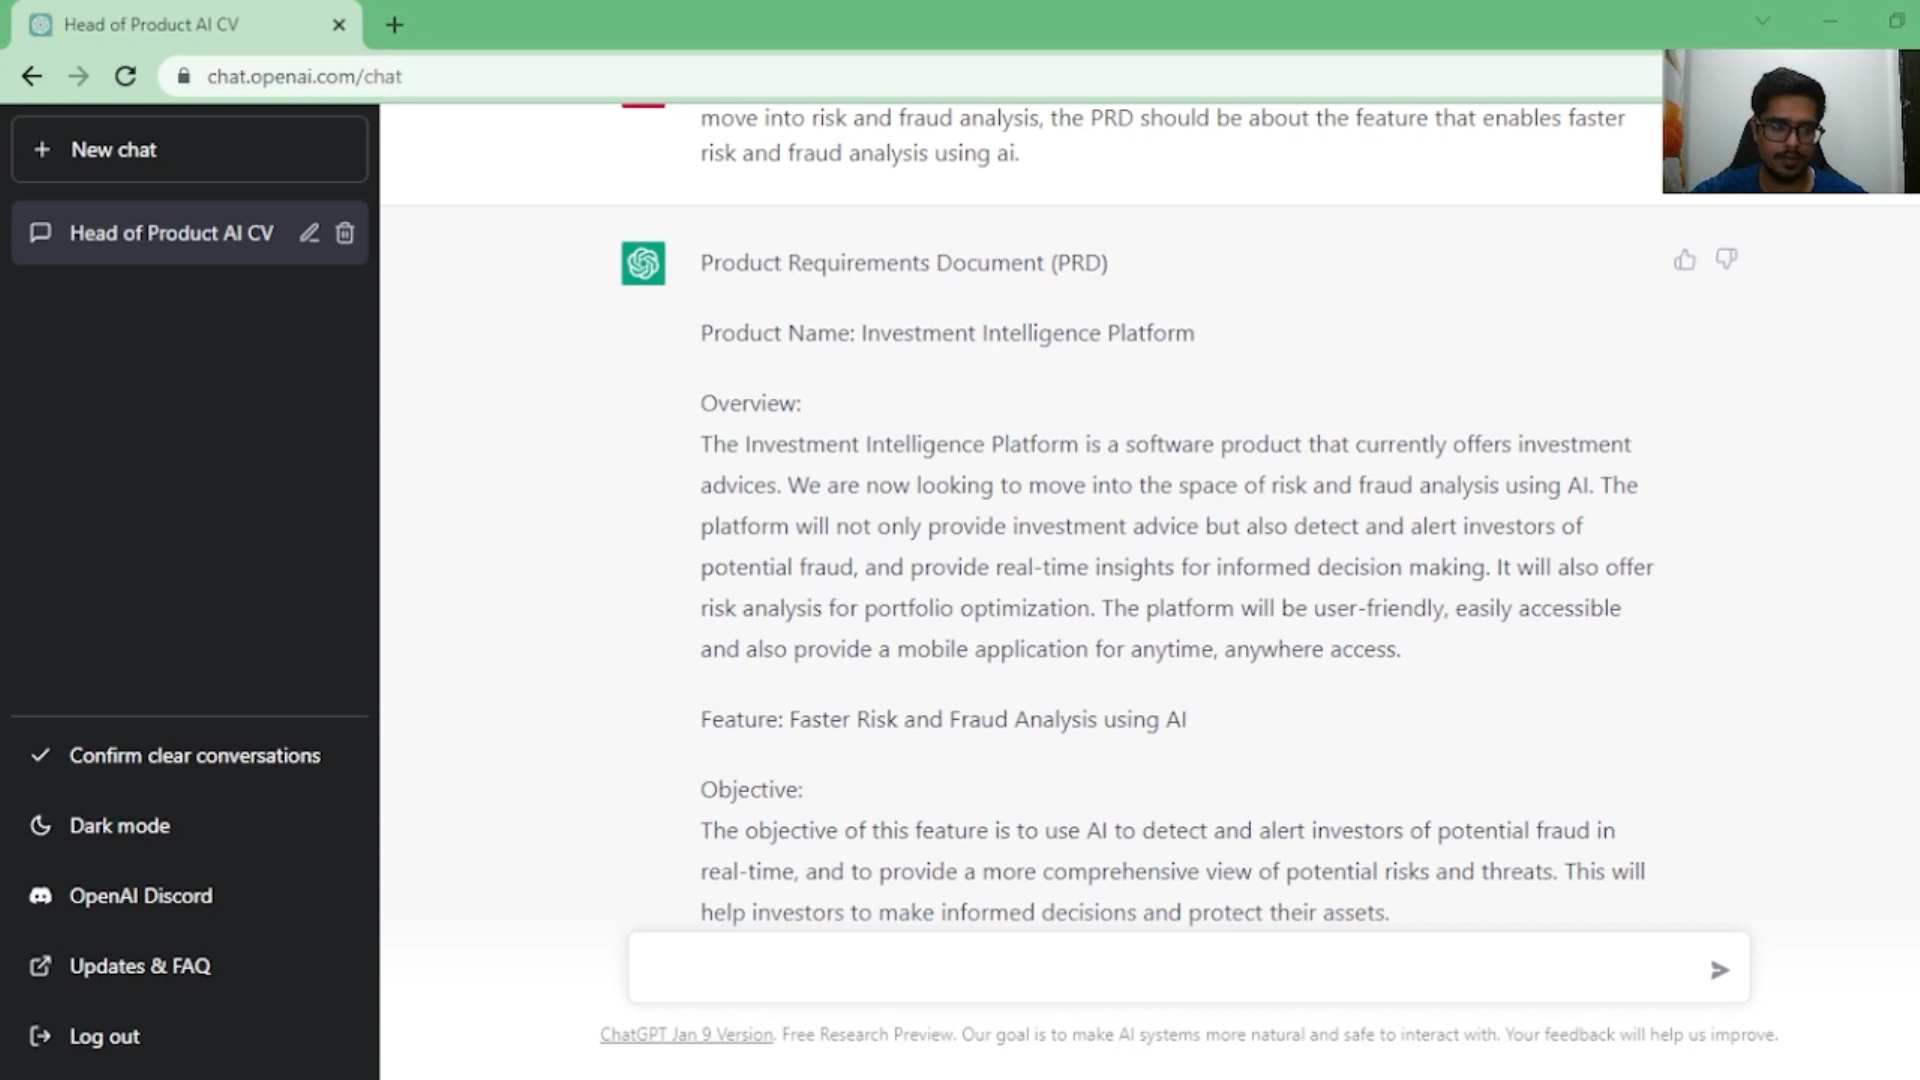 Head of Product AI CV
chat.openai.com/chat
New chat
Head of Product AI CV
Confirm clear conversations
Dark mode
OpenAI Discord
Updates & FAQ
Log out
move into risk and fraud analysis, the PRD should be about the feature that enables faster
risk and fraud analysis using ai.
Product Requirements Document (PRD)
Product Name: Investment Intelligence Platform
Overview:
The Investment Intelligence Platform is a software product that currently offers investment
advices. We are now looking to move into the space of risk and fraud analysis using AI. The
platform will not only provide investment advice but also detect and alert investors of
potential fraud, and provide real-time insights for informed decision making. It will also offer
risk analysis for portfolio optimization. The platform will be user-friendly, easily accessible
and also provide a mobile application for anytime, anywhere access.
Feature: Faster Risk and Fraud Analysis using AI
Objective:
The objective of this feature is to use AI to detect and alert investors of potential fraud in
real-time, and to provide a more comprehensive view of potential risks and threats. This will
help investors to make informed decisions and protect their assets.
ChatGPT Jan 9 Version. Free Research Preview. Our goal is to make AI systems more natural and safe to interact with. Your feedback will help us improve.